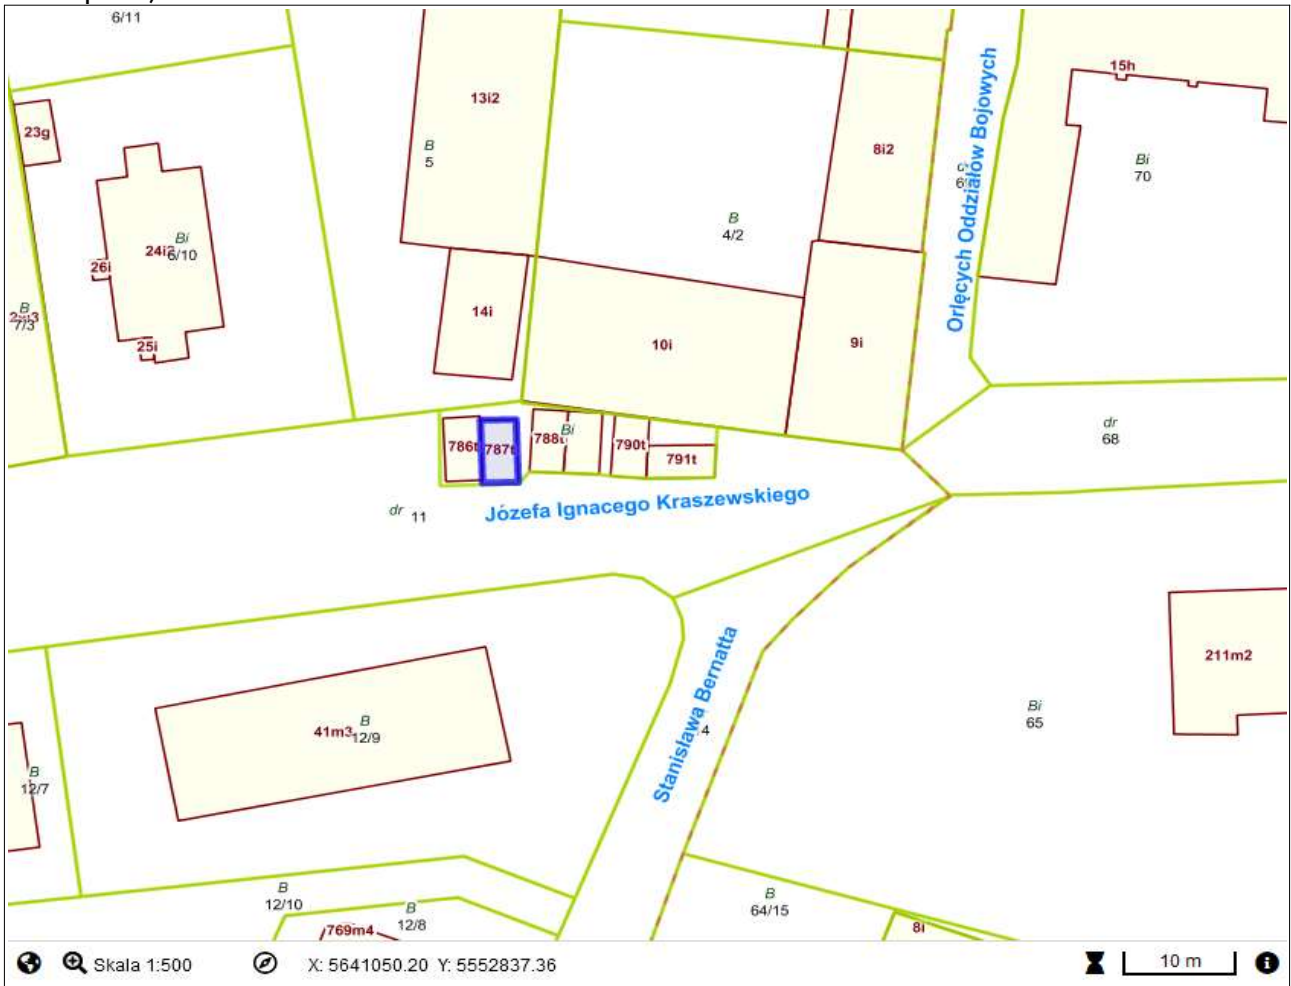 6/11
13i2
15h
23g
B
5
8i2
Bi
70
B
4/2
Bi
24i2 6/10
26i
25i
B
7/3
14i
10i
9i
Orlęcych Oddziałów Bojowych
dr
68
786t
787t
788t
Bi
790t
791t
Józefa Ignacego Kraszewskiego
dr 11
211m2
Stanisława Bernatta
4
Bi
65
41m3
B
12/9
B
12/7
B
12/10
B
12/8
769m4
B
64/15
8i
Skala 1:500
X: 5641050.20 Y: 5552837.36
10 m